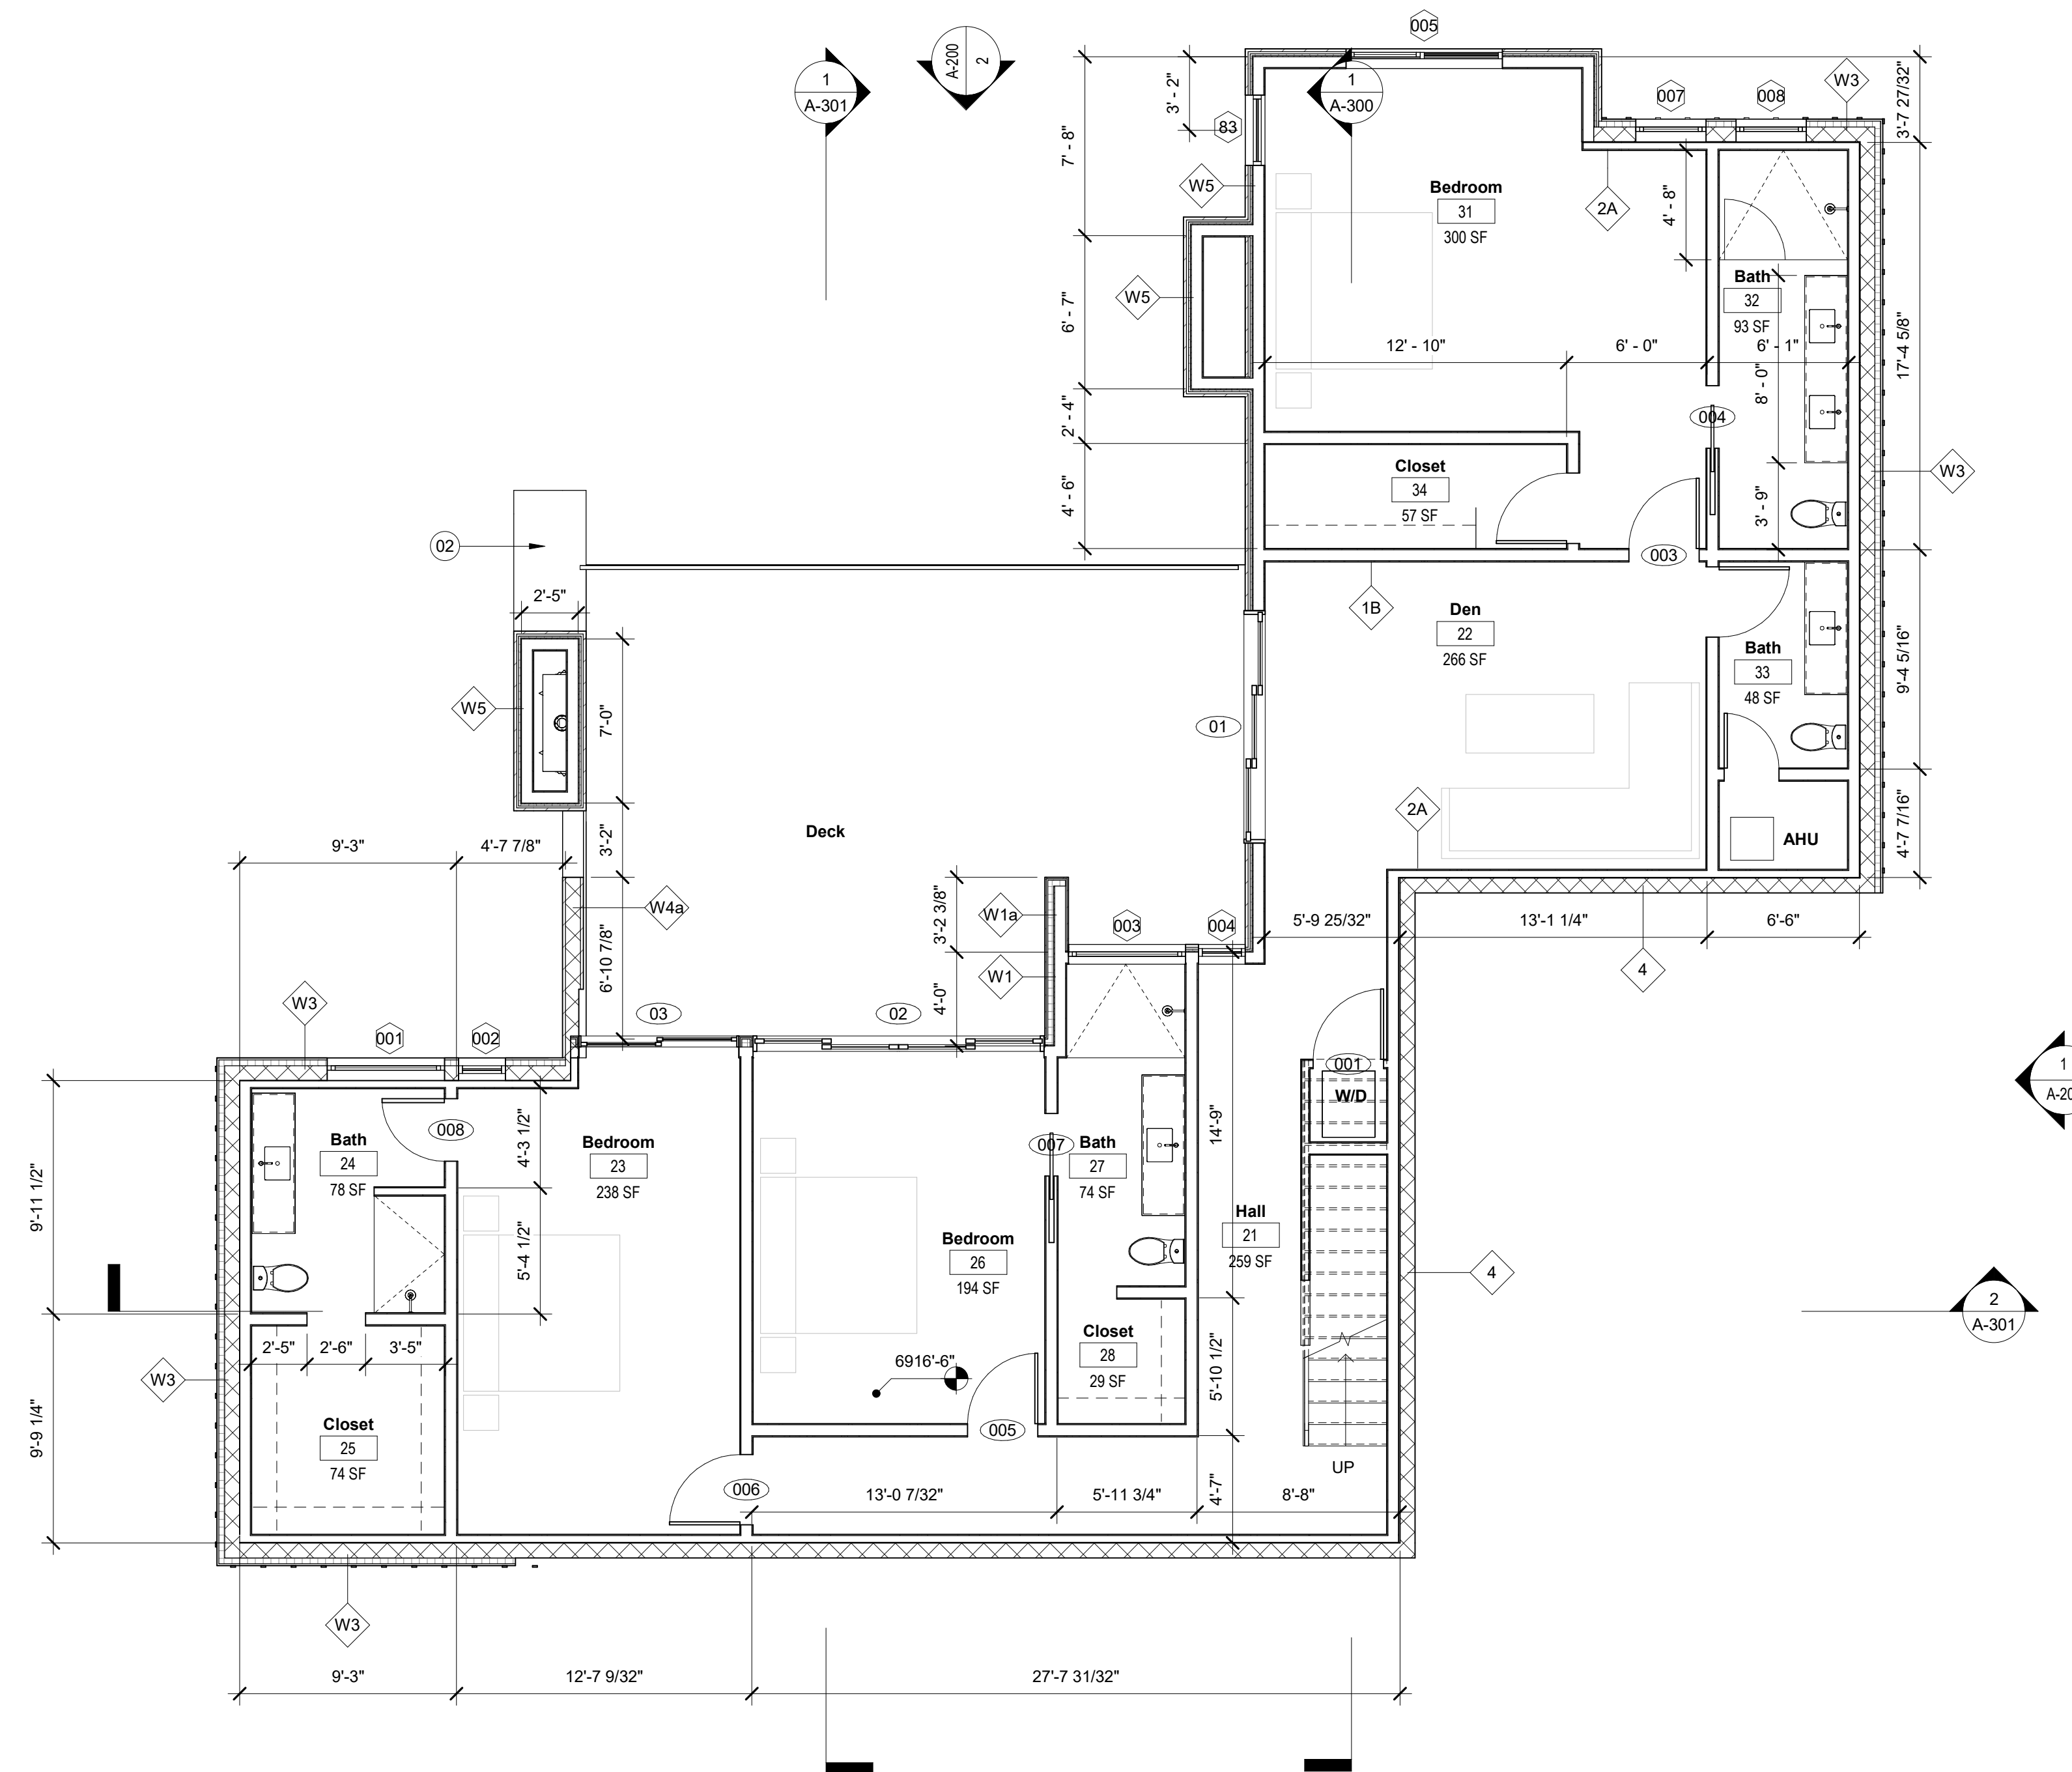 005
1
A-301
A-200
2
1
A-300
W3
007
008
3'-7 27/32"
3' - 2"
83
7' - 8"
W5
Bedroom
31
300 SF
2A
4' - 8"
W5
6' - 7"
Bath
32
93 SF
12' - 10"
6' - 0"
6' - 1"
17'-4 5/8"
8' - 0"
2' - 4"
004
Closet
34
57 SF
W3
4' - 6"
3' - 9"
02
003
2'-5"
1B
Den
22
266 SF
Bath
33
48 SF
9'-4 5/16"
W5
7'-0"
01
2A
Deck
AHU
9'-3"
4'-7 7/8"
3'-2"
4'-7 7/16"
W4a
3'-2 3/8"
W1a
003
004
5'-9 25/32"
13'-1 1/4"
6'-6"
6'-10 7/8"
W1
4
W3
4'-0"
03
02
001
002
001
W/D
1
A-20
008
4'-3 1/2"
Bath
24
78 SF
Bedroom
23
238 SF
007
Bath
27
74 SF
14'-9"
9'-11 1/2"
5'-4 1/2"
Bedroom
26
194 SF
Hall
21
259 SF
4
2
A-301
2'-5"
2'-6"
3'-5"
6916'-6"
Closet
28
29 SF
5'-10 1/2"
W3
9'-9 1/4"
Closet
25
74 SF
005
UP
006
13'-0 7/32"
5'-11 3/4"
4'-7"
8'-8"
W3
9'-3"
12'-7 9/32"
27'-7 31/32"